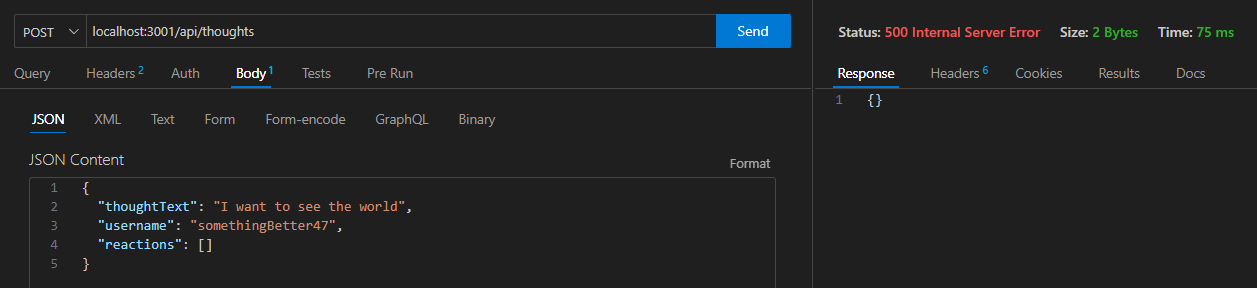 POST localhost:3001/api/thoughts Send
Query Headers 2 Auth Body 1 Tests Pre Run
JSON XML Text Form Form-encode GraphQL Binary
JSON Content Format
1 {
2 "thoughtText": "I want to see the world",
3 "username": "somethingBetter47",
4 "reactions": []
5 }
Status: 500 Internal Server Error Size: 2 Bytes Time: 75 ms
Response Headers 6 Cookies Results Docs
1 {}